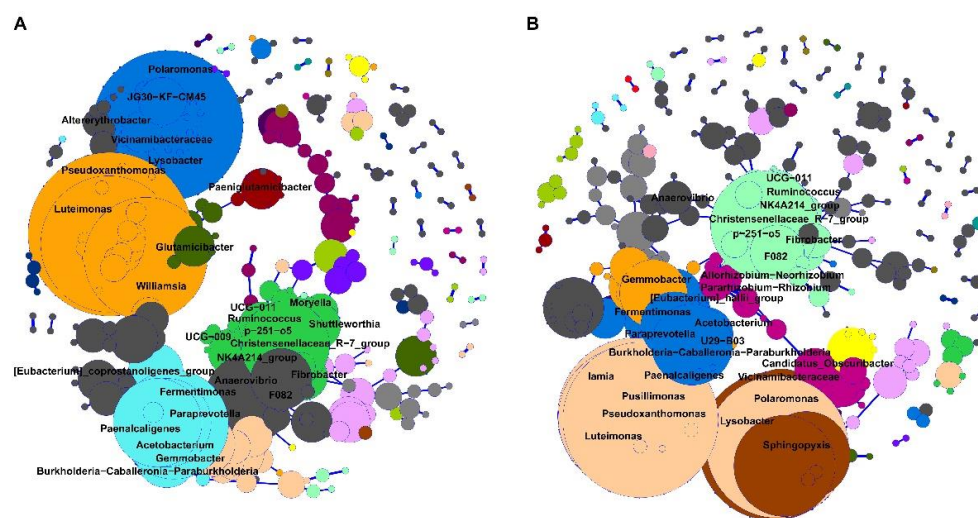 A
Polaromonas
JG30-KF-CM45
Altererythrobacter
Vicinamibacteraceae
Lysobacter
Pseudoxanthomonas
Paeniglutamicibacter
Luteimonas
Glutamicibacter
Williamsia
UCG-011
Moryella
Ruminococcus
Shuttleworthia
p-251-o5
UCG-009
Christensenellaceae_R-7_group
NK4A214_group
[Eubacterium]_coprostanoligenes_group
Anaerovibrio
Fibrobacter
Fermentimonas
F082
Paraprevotella
Paenalcaligenes
Acetobacterium
Gemmobacter
Burkholderia-Caballeronia-Paraburkholderia
B
UCG-011
Ruminococcus
Anaerovibrio
NK4A214_group
Christensenellaceae_R-7_group
p-251-o5
Fibrobacter
F082
Allorhizobium-Neorhizobium
Gemmobacter
Pararhizobium-Rhizobium
[Eubacterium]_hallii_group
Fermentimonas
Acetobacterium
Paraprevotella
U29-B03
Burkholderia-Caballeronia-Paraburkholderia
Candidatus_Obscuribacter
Iamia
Paenalcaligenes
Vicinamibacteraceae
Pusillimonas
Polaromonas
Pseudoxanthomonas
Lysobacter
Luteimonas
Sphingopyxis